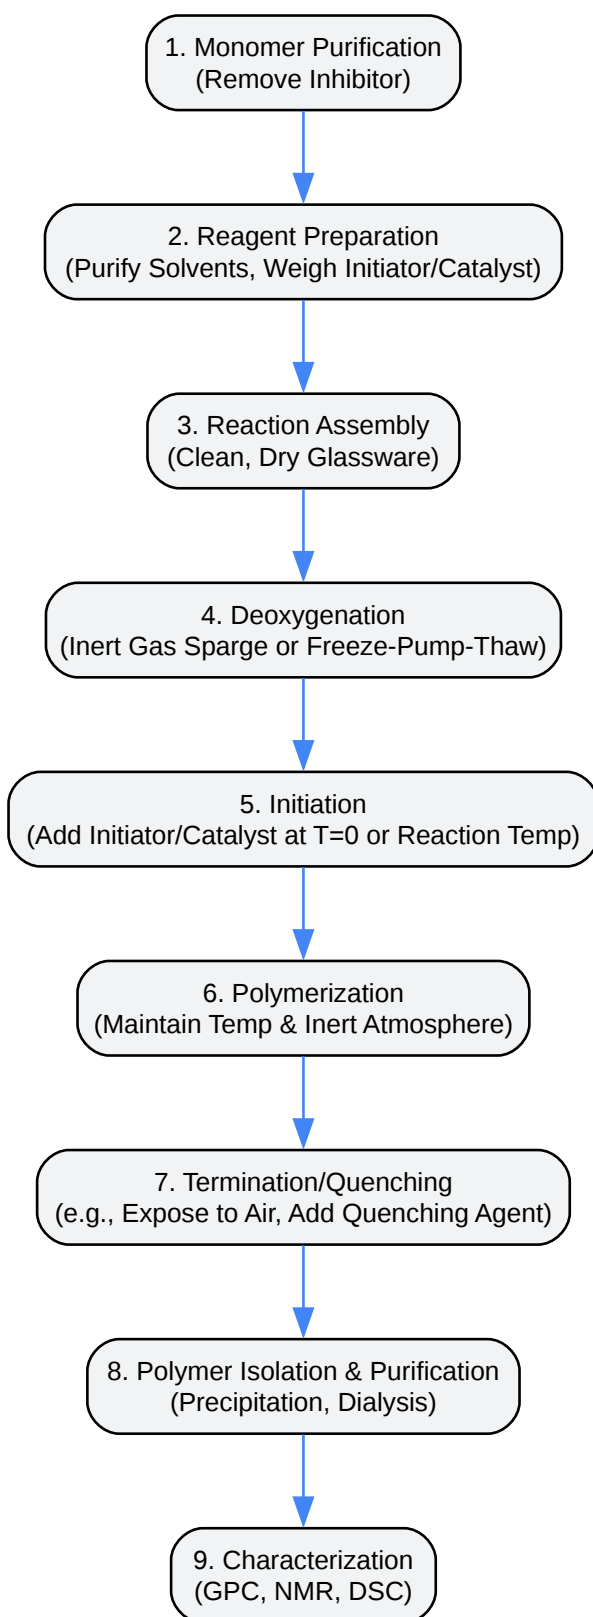 1. Monomer Purification
(Remove Inhibitor)
2. Reagent Preparation
(Purify Solvents, Weigh Initiator/Catalyst)
3. Reaction Assembly
(Clean, Dry Glassware)
4. Deoxygenation
(Inert Gas Sparge or Freeze-Pump-Thaw)
5. Initiation
(Add Initiator/Catalyst at T=0 or Reaction Temp)
6. Polymerization
(Maintain Temp & Inert Atmosphere)
7. Termination/Quenching
(e.g., Expose to Air, Add Quenching Agent)
8. Polymer Isolation & Purification
(Precipitation, Dialysis)
9. Characterization
(GPC, NMR, DSC)